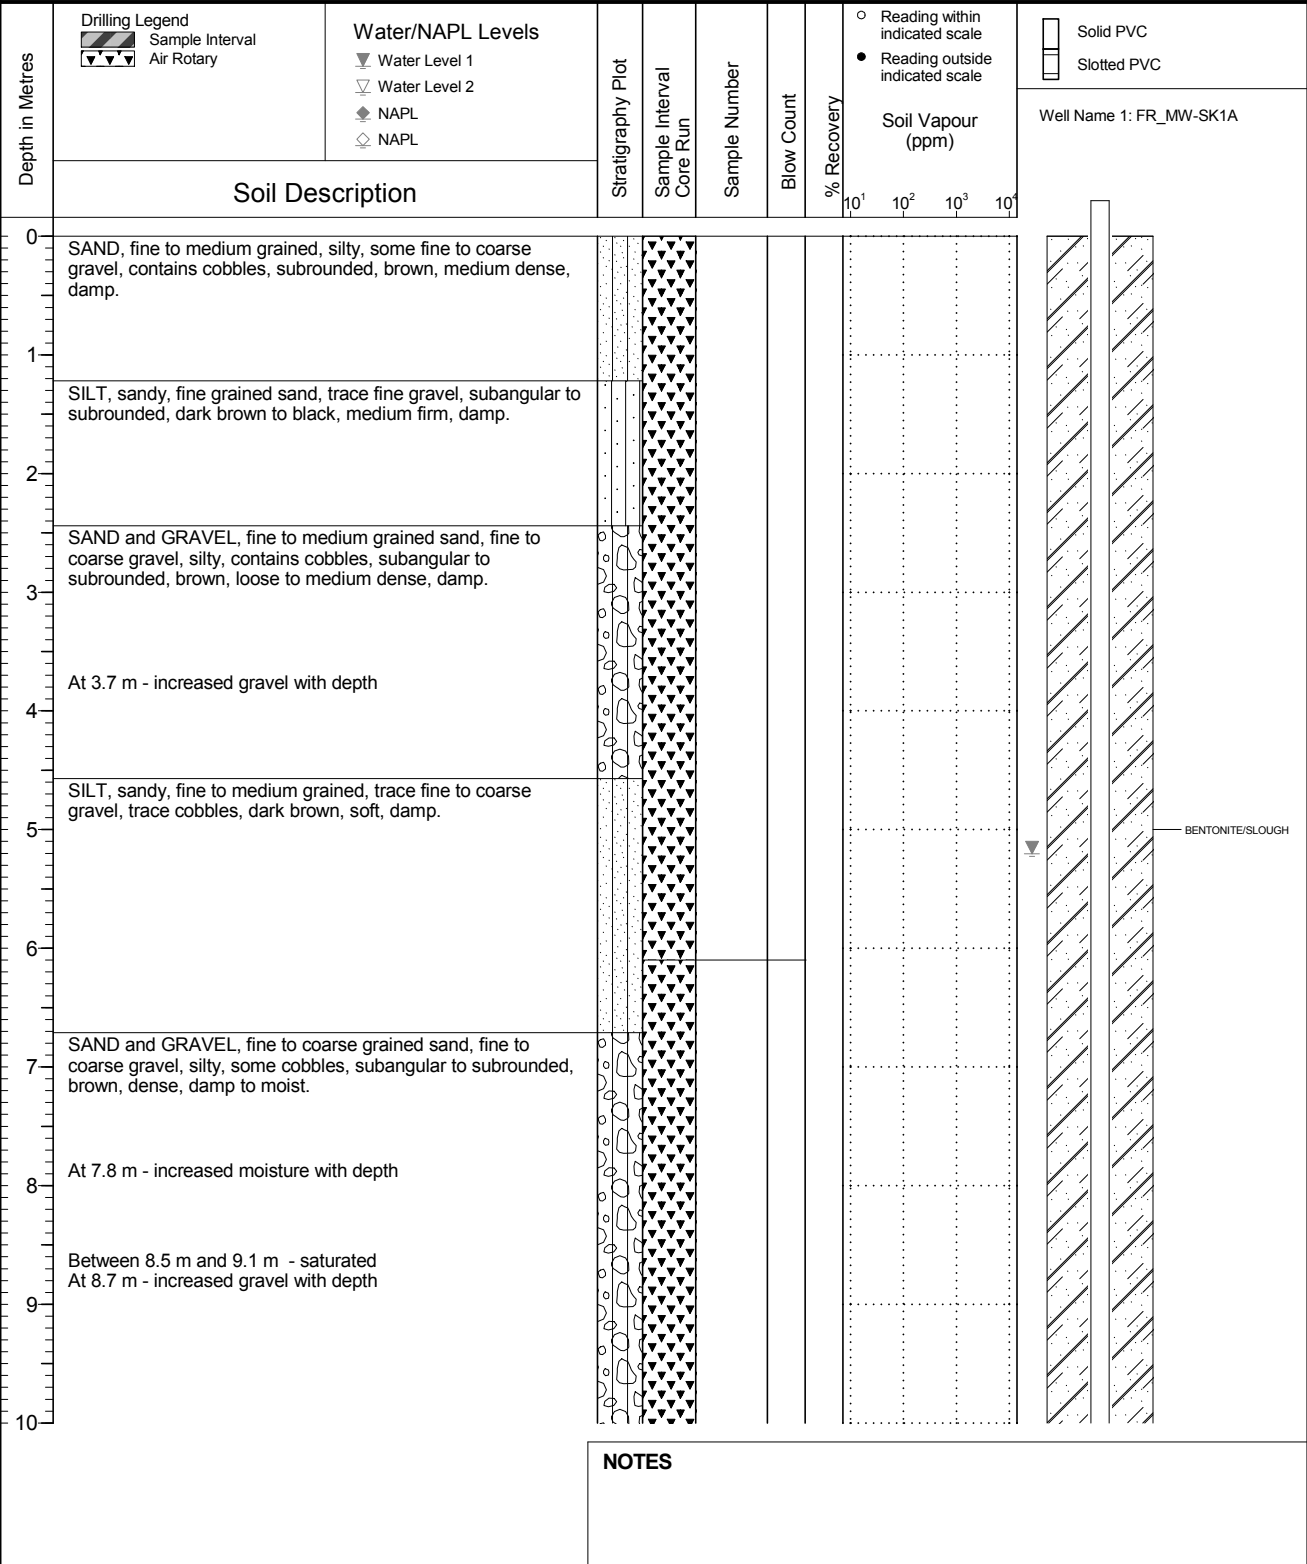 Drilling Legend
Sample Interval
Air Rotary
Water/NAPL Levels
Water Level 1
Water Level 2
NAPL
NAPL
Depth in Metres
Soil Description
Stratigraphy Plot
Sample Interval
Core Run
Sample Number
Blow Count
% Recovery
Reading within
indicated scale
Reading outside
indicated scale
Soil Vapour
(ppm)
10¹ 10² 10³ 10⁴
Solid PVC
Slotted PVC
Well Name 1: FR_MW-SK1A
0
SAND, fine to medium grained, silty, some fine to coarse
gravel, contains cobbles, subrounded, brown, medium dense,
damp.
1
SILT, sandy, fine grained sand, trace fine gravel, subangular to
subrounded, dark brown to black, medium firm, damp.
2
SAND and GRAVEL, fine to medium grained sand, fine to
coarse gravel, silty, contains cobbles, subangular to
subrounded, brown, loose to medium dense, damp.
3
At 3.7 m - increased gravel with depth
4
SILT, sandy, fine to medium grained, trace fine to coarse
gravel, trace cobbles, dark brown, soft, damp.
5
BENTONITE/SLOUGH
6
SAND and GRAVEL, fine to coarse grained sand, fine to
coarse gravel, silty, some cobbles, subangular to subrounded,
brown, dense, damp to moist.
7
At 7.8 m - increased moisture with depth
8
Between 8.5 m and 9.1 m - saturated
At 8.7 m - increased gravel with depth
9
10
NOTES